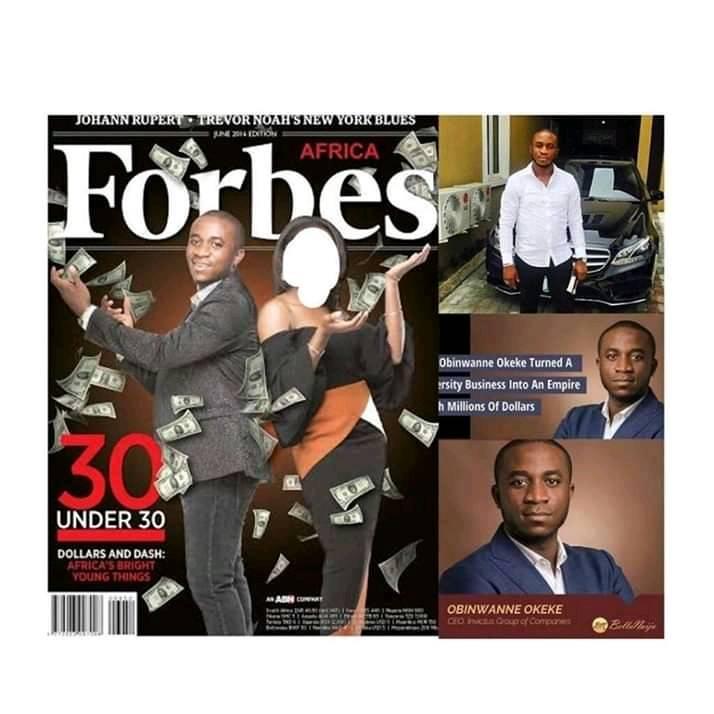 JOHANN RUPERT • TREVOR NOAH'S NEW YORK BLUES
JUNE 2016 EDITION
AFRICA
Forbes
30
UNDER 30
DOLLARS AND DASH:
AFRICA'S BRIGHT
YOUNG THINGS
AN ABN COMPANY
Obinwanne Okeke Turned A
ersity Business Into An Empire
h Millions Of Dollars
OBINWANNE OKEKE
CEO, Invictus Group of Companies
BellaNaija